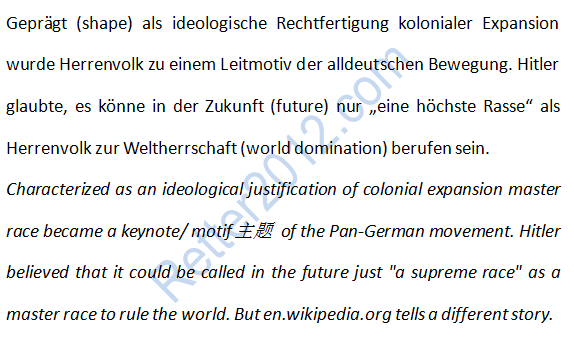 Geprägt (shape) als ideologische Rechtfertigung kolonialer Expansion
wurde Herrenvolk zu einem Leitmotiv der alldeutschen Bewegung. Hitler
glaubte, es könne in der Zukunft (future) nur „eine höchste Rasse“ als
Herrenvolk zur Weltherrschaft (world domination) berufen sein.
Characterized as an ideological justification of colonial expansion master
race became a keynote/ motif 主题 of the Pan-German movement. Hitler
believed that it could be called in the future just "a supreme race" as a
master race to rule the world. But en.wikipedia.org tells a different story.
Retter2012.com